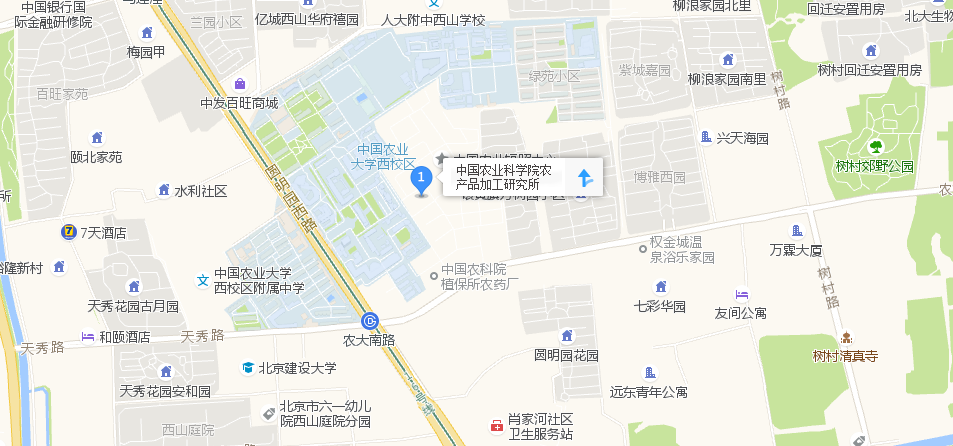 中国银行国
际金融研修院
兰园小区
亿城西山华府禧园
人大附中西山学校
柳浪家园北里
回迁安置用房
北大生物
梅园甲
百旺家苑
中发百旺商城
绿苑小区
紫城嘉园
柳浪家园南里
树村回迁安置用房
树村路
颐北家苑
中国农业
大学西校区
1
中国农业科学院农
产品加工研究所
兴天海园
树村郊野公园
博雅西园
水利社区
所
圆明园西路
7天酒店
农
权金城温
泉浴乐家园
万霖大厦
裕隆新村
中国农业大学
西校区附属中学
中国农科院
植保所农药厂
树村路
天秀花园古月园
七彩华园
友间公寓
天秀路
和颐酒店
农大南路
圆明园花园
树村清真寺
北京建设大学
天秀花园安和园
远东青年公寓
北京市六一幼儿
院西山庭院分园
西山庭院
肖家河社区
卫生服务站